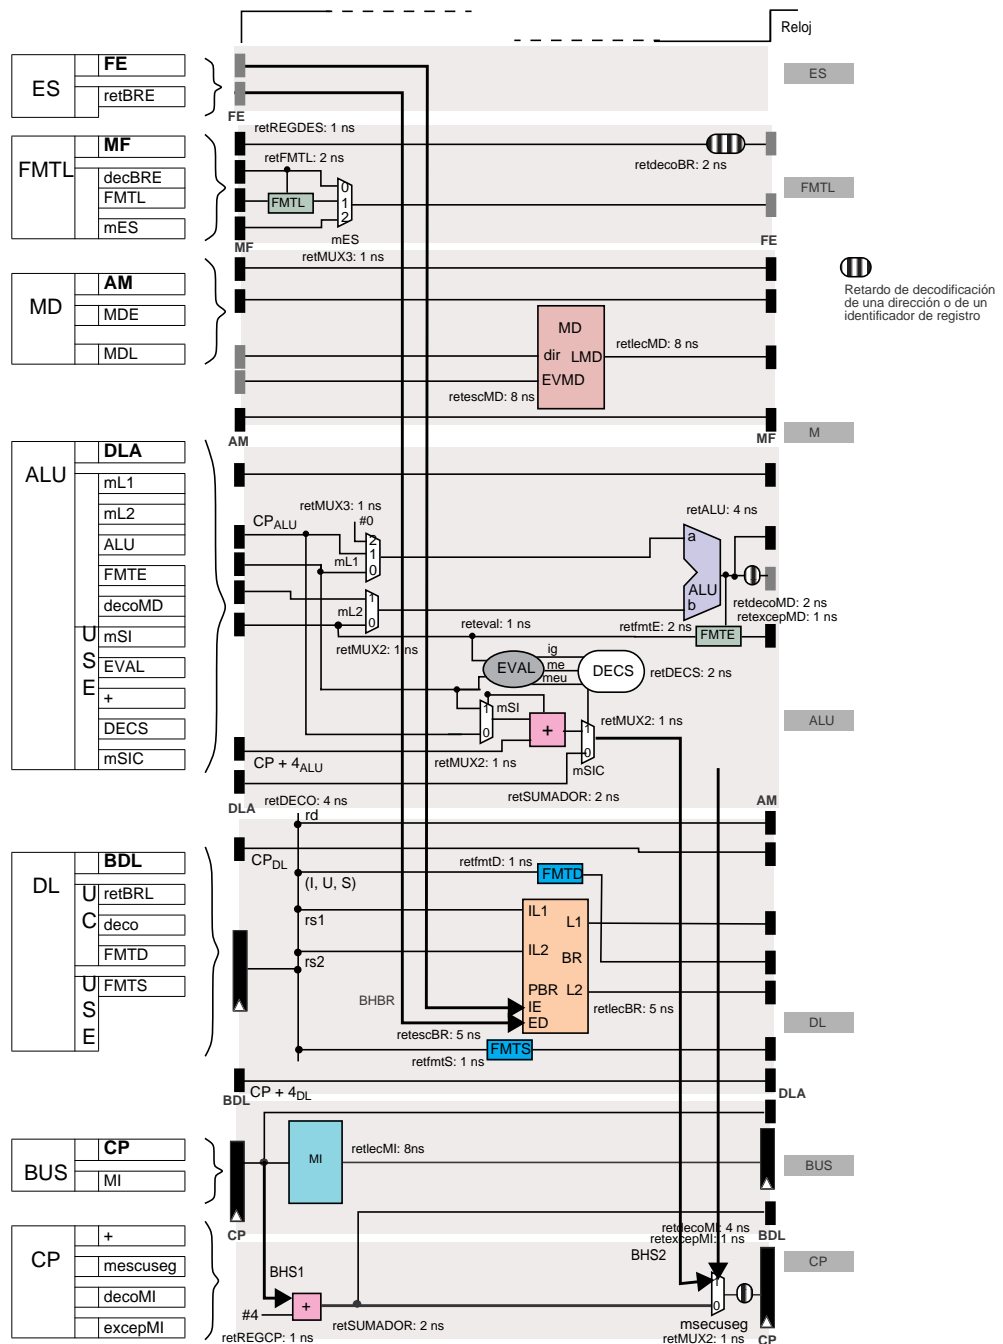 Reloj
ES
FE
retBRE
FE
ES
FMTL
MF
decBRE
FMTL
mES
retREGDES: 1 ns
retFMTL: 2 ns
FMTL
0
1
2
mES
MF
retdecoBR: 2 ns
FMTL
FE
retMUX3: 1 ns
Retardo de decodificación
de una dirección o de un
identificador de registro
MD
AM
MDE
MDL
MD
dir LMD
EVMD
retlecMD: 8 ns
retescMD: 8 ns
AM
MF
M
ALU
DLA
mL1
mL2
ALU
FMTE
decoMD
U
S
E
mSI
EVAL
+
DECS
mSIC
retMUX3: 1 ns
#0
CPALU
2
1
0
mL1
1
0
mL2
retMUX2: 1 ns
retALU: 4 ns
a
ALU
b
retdecoMD: 2 ns
retexcepMD: 1 ns
retfmtE: 2 ns
FMTE
reteval: 1 ns
EVAL
ig
me
meu
DECS
retDECS: 2 ns
mSI
1
0
+
retMUX2: 1 ns
1
0
mSIC
retMUX2: 1 ns
CP + 4ALU
retSUMADOR: 2 ns
ALU
DLA
AM
retDECO: 4 ns
rd
CPDL
retfmtD: 1 ns
FMTD
(I, U, S)
DL
BDL
U
C
retBRL
deco
FMTD
U
S
E
FMTS
rs1
rs2
IL1
L1
IL2
BR
PBR L2
IE
ED
BHBR
retlecBR: 5 ns
retescBR: 5 ns
FMTS
retfmtS: 1 ns
DL
BDL
CP + 4DL
DLA
BUS
CP
MI
MI
retlecMI: 8ns
BUS
CP
retdecoMI: 4 ns
retexcepMI: 1 ns
BDL
CP
+
mescuseg
decoMI
excepMI
BHS1
BHS2
#4
+
retSUMADOR: 2 ns
retREGCP: 1 ns
1
0
msecuseg
retMUX2: 1 ns
CP
CP